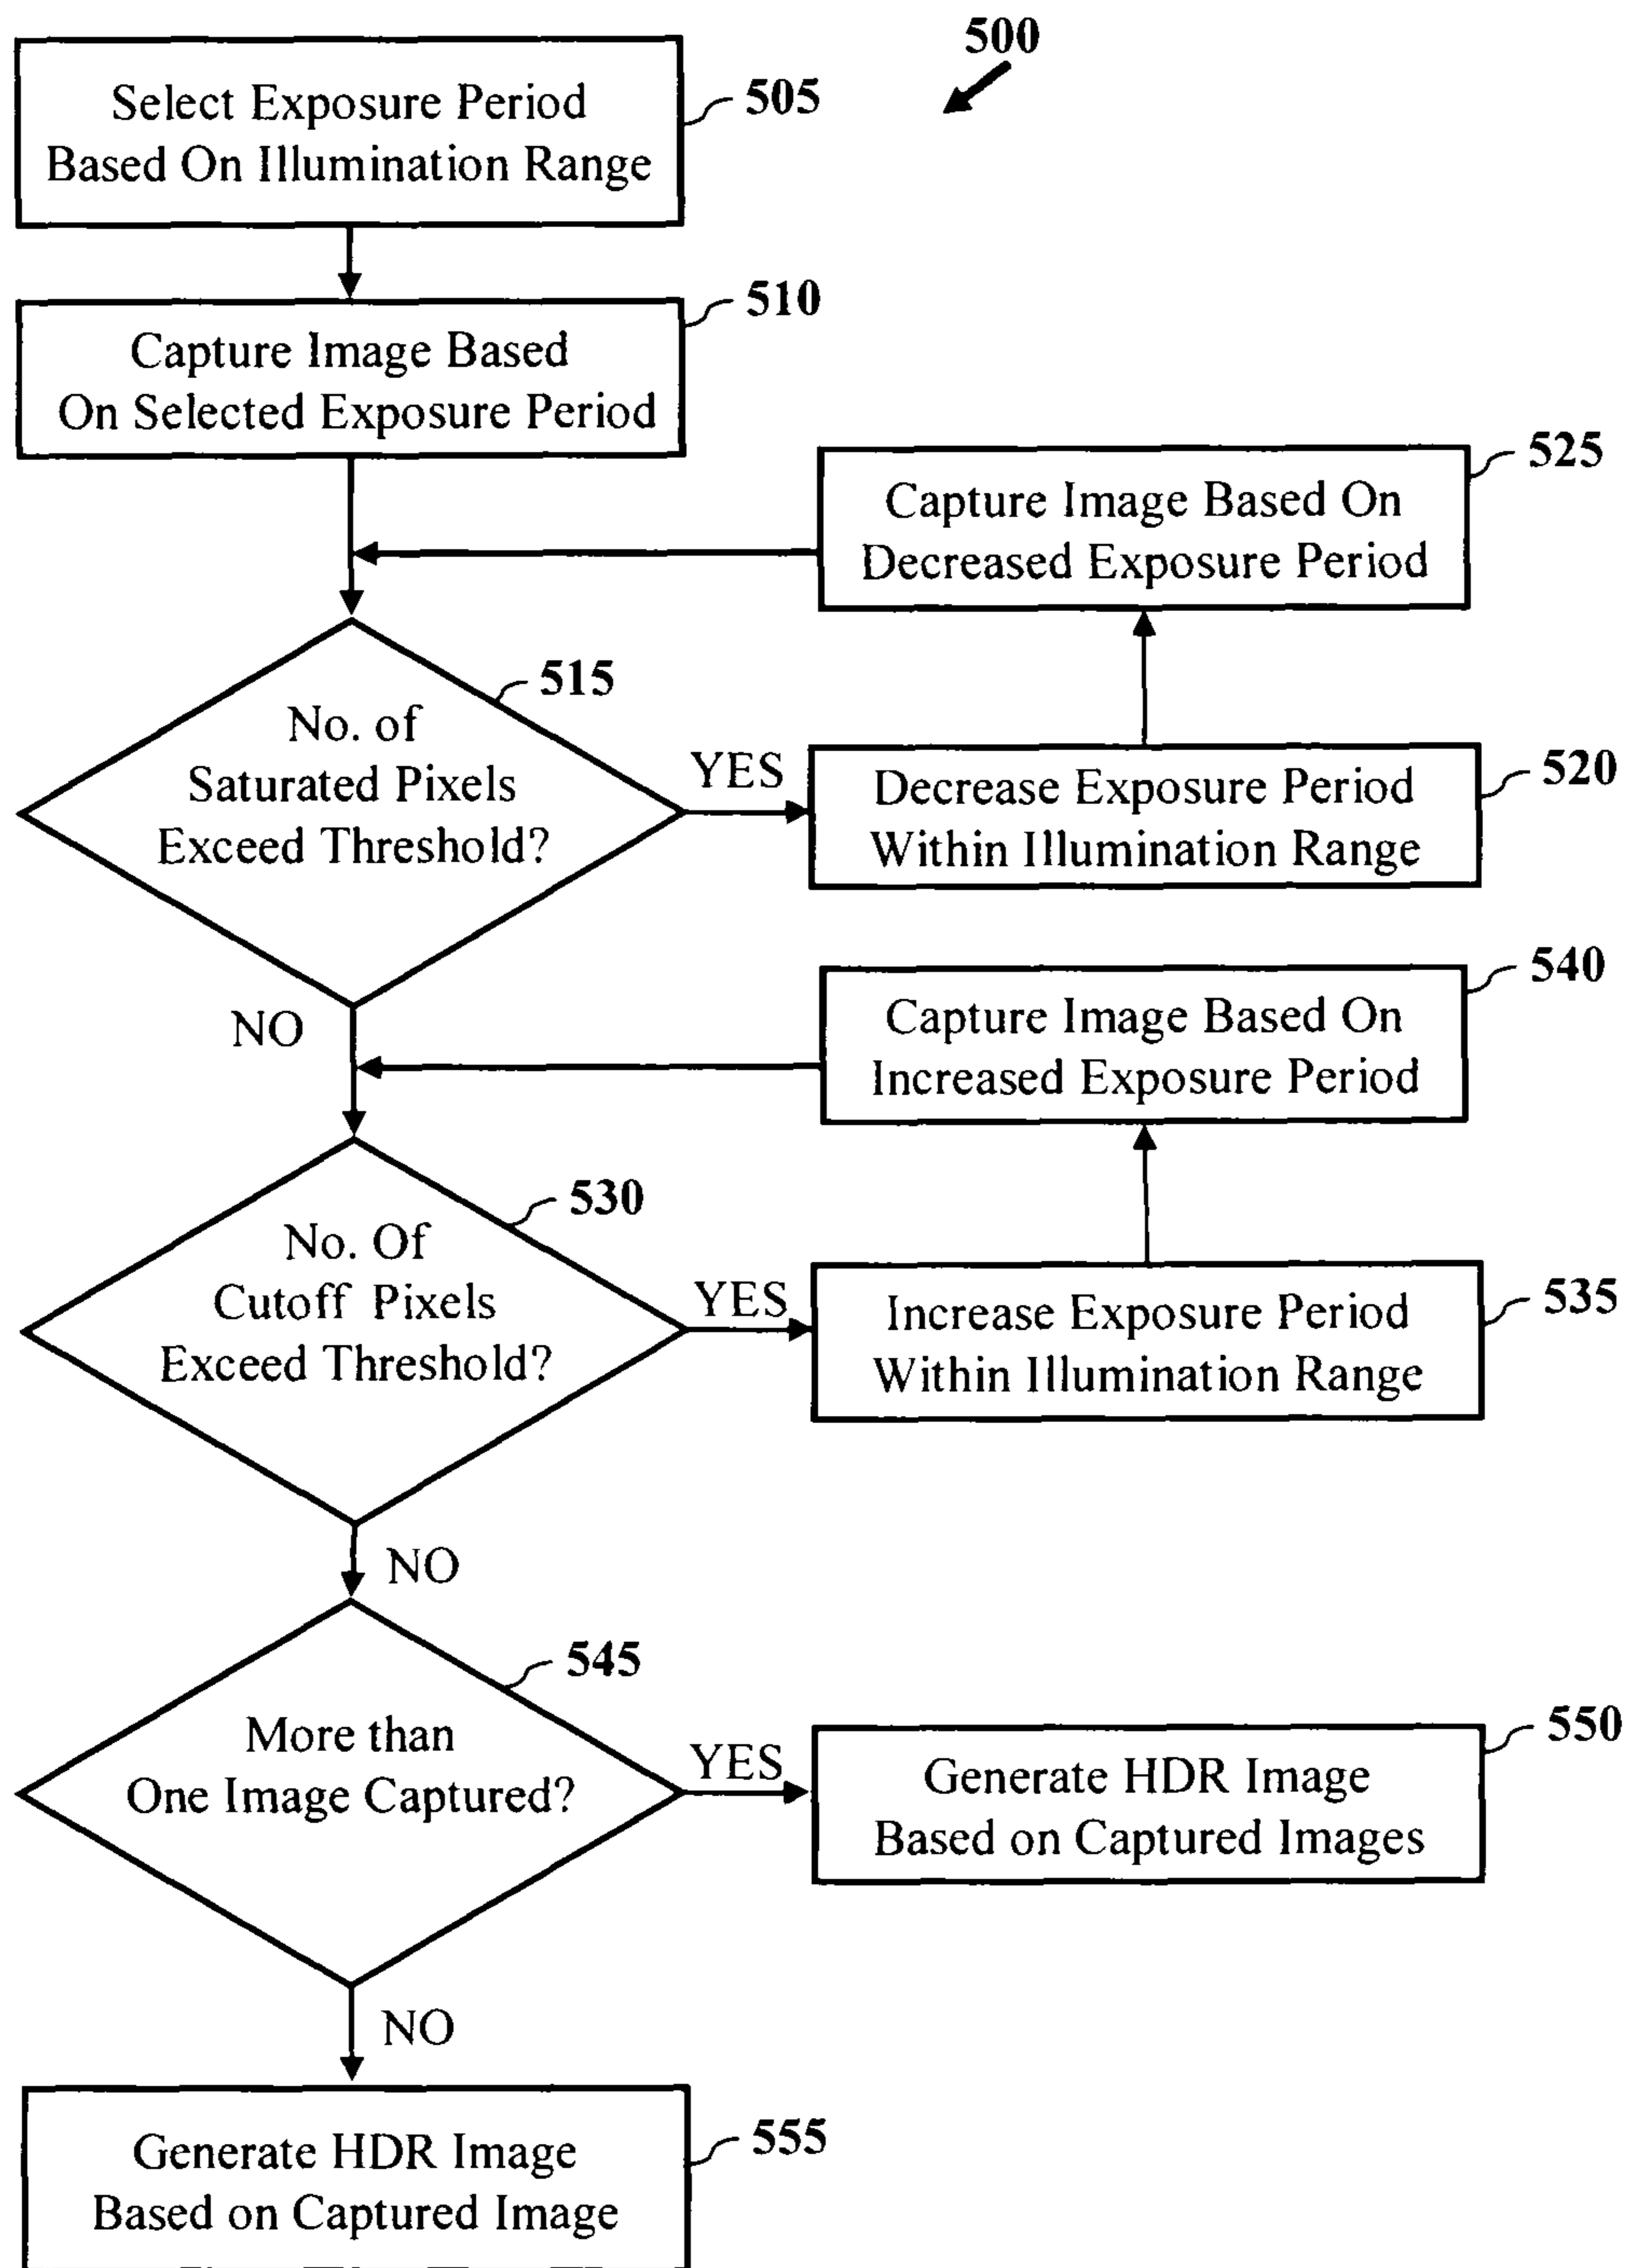 500
Select Exposure Period
Based On Illumination Range
505
Capture Image Based
On Selected Exposure Period
510
Capture Image Based On
Decreased Exposure Period
525
No. of
Saturated Pixels
Exceed Threshold?
515
YES
Decrease Exposure Period
Within Illumination Range
520
NO
Capture Image Based On
Increased Exposure Period
540
No. Of
Cutoff Pixels
Exceed Threshold?
530
YES
Increase Exposure Period
Within Illumination Range
535
NO
More than
One Image Captured?
545
YES
Generate HDR Image
Based on Captured Images
550
NO
Generate HDR Image
Based on Captured Image
555